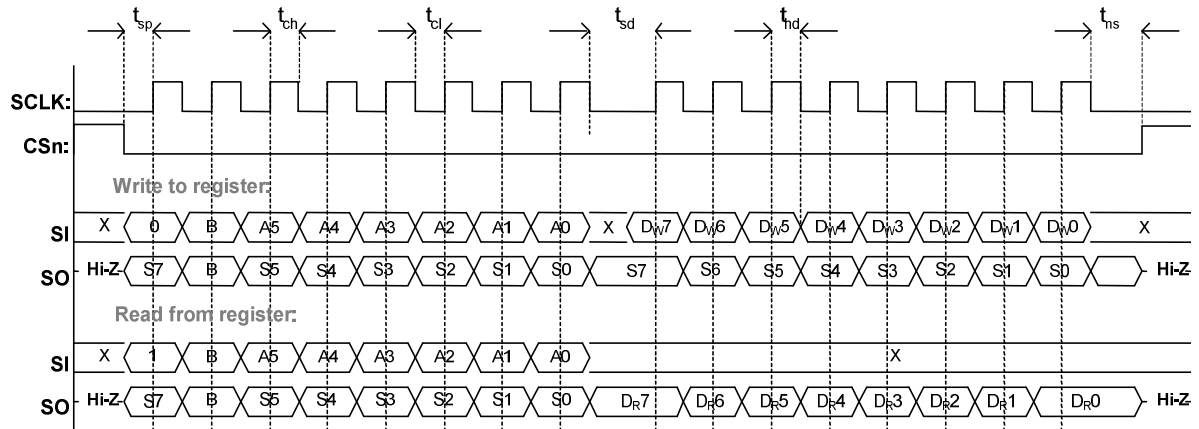 tsp tch tcl tsd thd tns
SCLK:
CSn:
Write to register:
SI X 0 B A5 A4 A3 A2 A1 A0 X DW7 DW6 DW5 DW4 DW3 DW2 DW1 DW0 X
SO Hi-Z S7 B S5 S4 S3 S2 S1 S0 S7 S6 S5 S4 S3 S2 S1 S0 Hi-Z
Read from register:
SI X 1 B A5 A4 A3 A2 A1 A0 X
SO Hi-Z S7 B S5 S4 S3 S2 S1 S0 DR7 DR6 DR5 DR4 DR3 DR2 DR1 DR0 Hi-Z